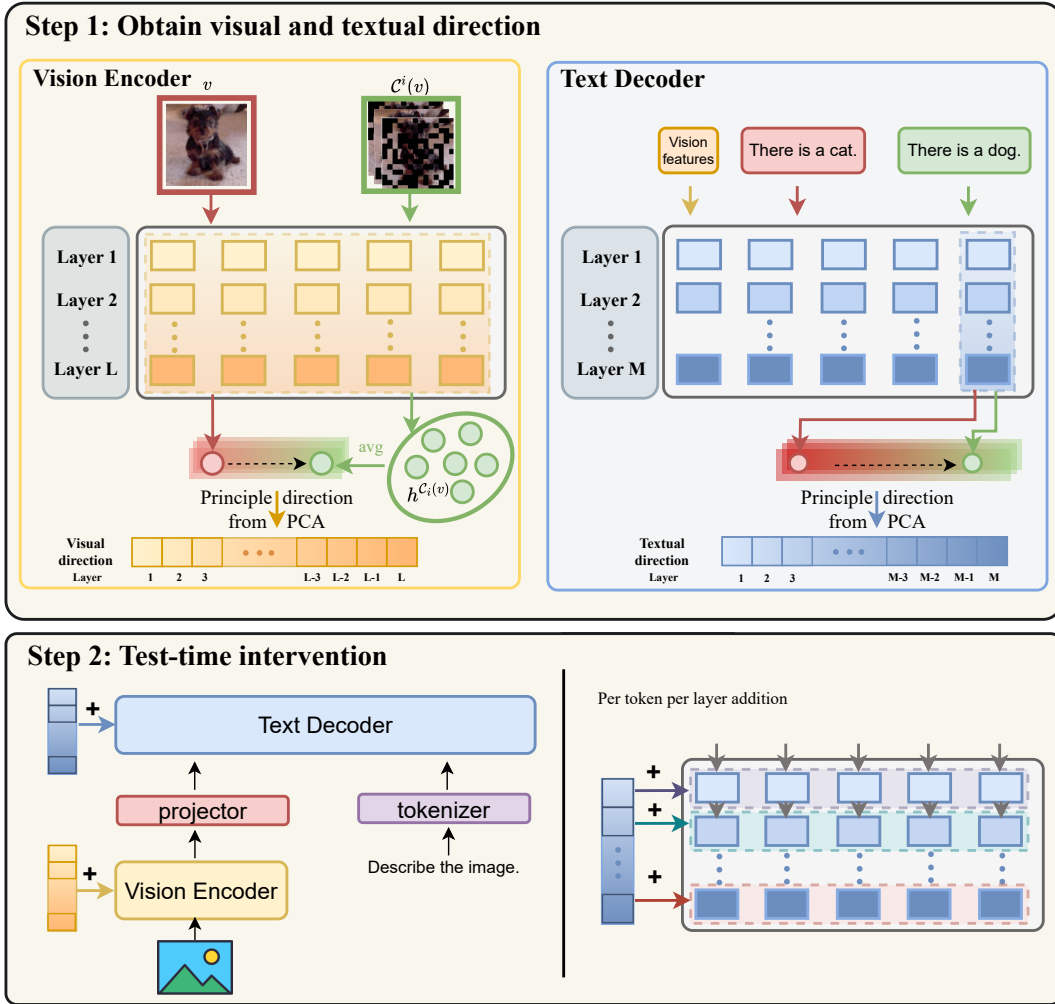 Step 1: Obtain visual and textual direction
Vision Encoder
v
𝒞ⁱ(v)
Layer 1
Layer 2
Layer L
avg
h^{𝒞ᵢ(v)}
Principle direction
from PCA
Visual
direction
Layer
1 2 3 L-3 L-2 L-1 L
Text Decoder
Vision
features
There is a cat.
There is a dog.
Layer 1
Layer 2
Layer M
Principle direction
from PCA
Textual
direction
Layer
1 2 3 M-3 M-2 M-1 M
Step 2: Test-time intervention
+
Text Decoder
projector
tokenizer
+
Vision Encoder
Describe the image.
Per token per layer addition
+
+
+